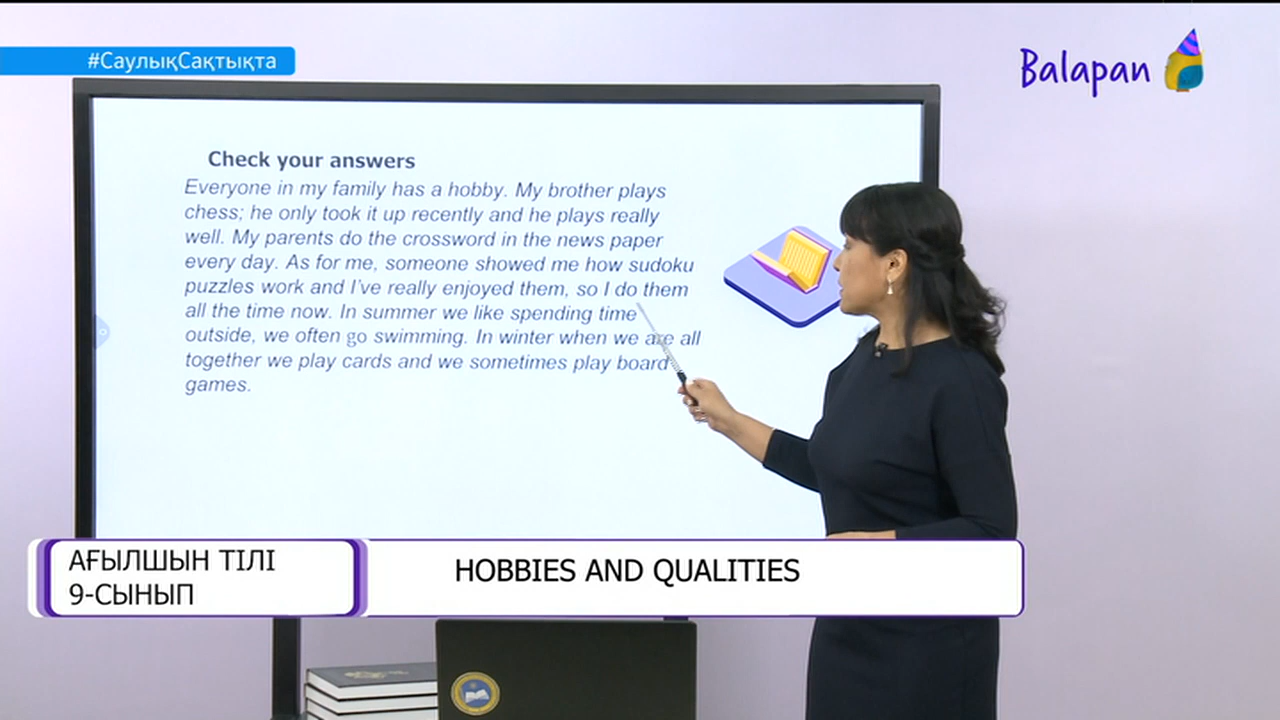 #СаулықСақтықта
Balapan
Check your answers
Everyone in my family has a hobby. My brother plays
chess; he only took it up recently and he plays really
well. My parents do the crossword in the news paper
every day. As for me, someone showed me how sudoku
puzzles work and I've really enjoyed them, so I do them
all the time now. In summer we like spending time
outside, we often go swimming. In winter when we are all
together we play cards and we sometimes play board
games.
АҒЫЛШЫН ТІЛІ
9-СЫНЫП
HOBBIES AND QUALITIES